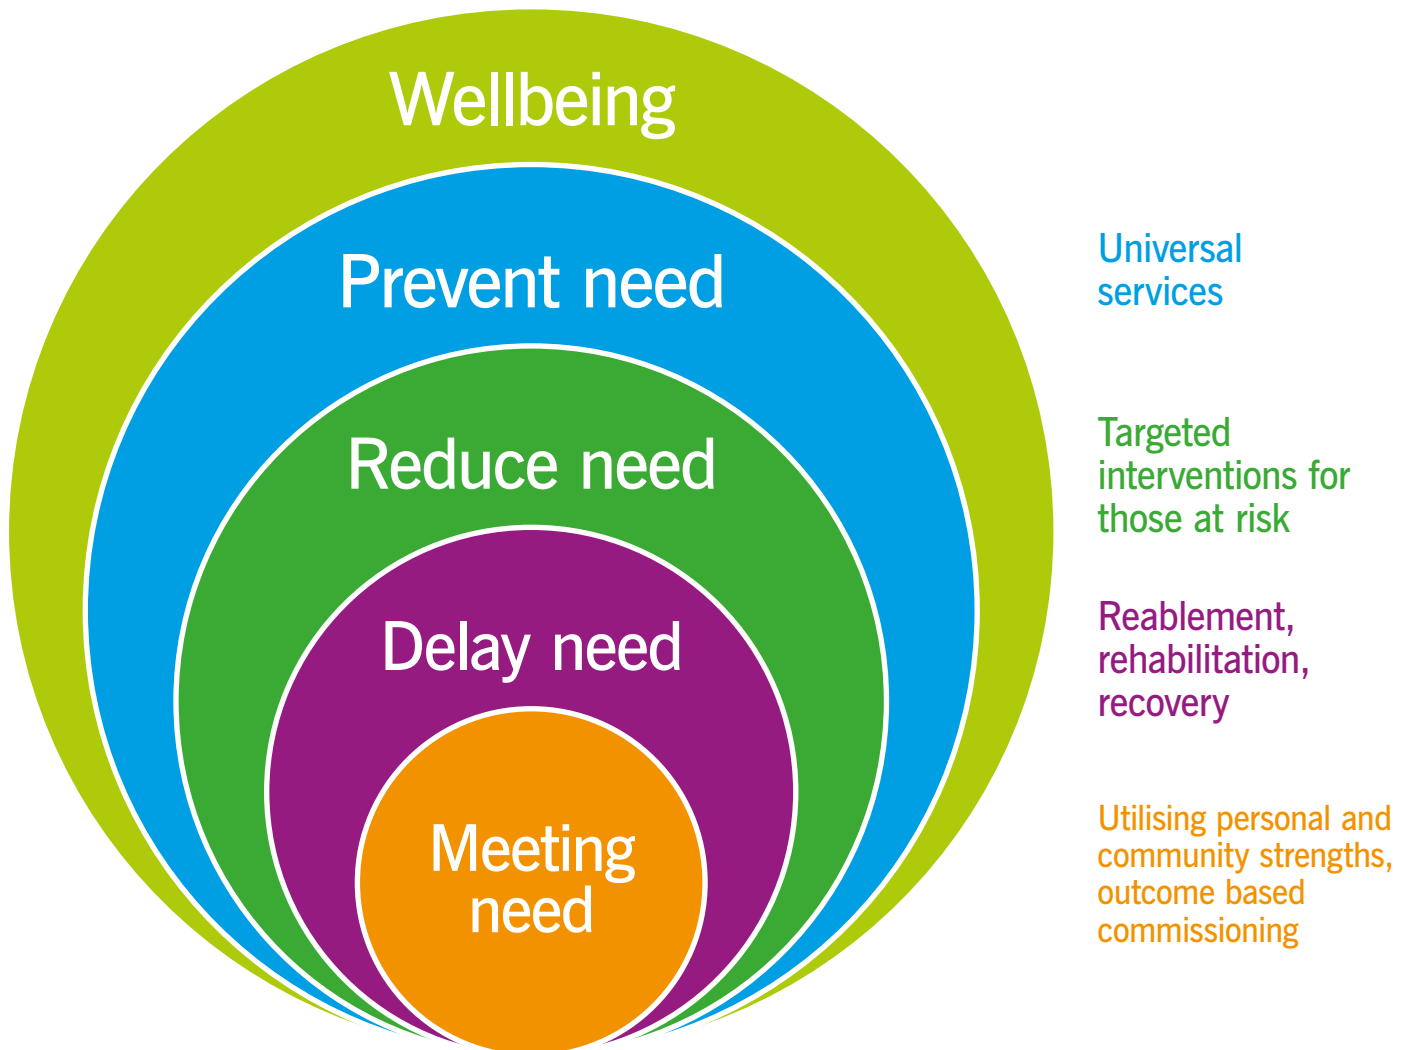 Wellbeing
Prevent need
Universal
services
Reduce need
Targeted
interventions for
those at risk
Delay need
Reablement,
rehabilitation,
recovery
Meeting
need
Utilising personal and
community strengths,
outcome based
commissioning